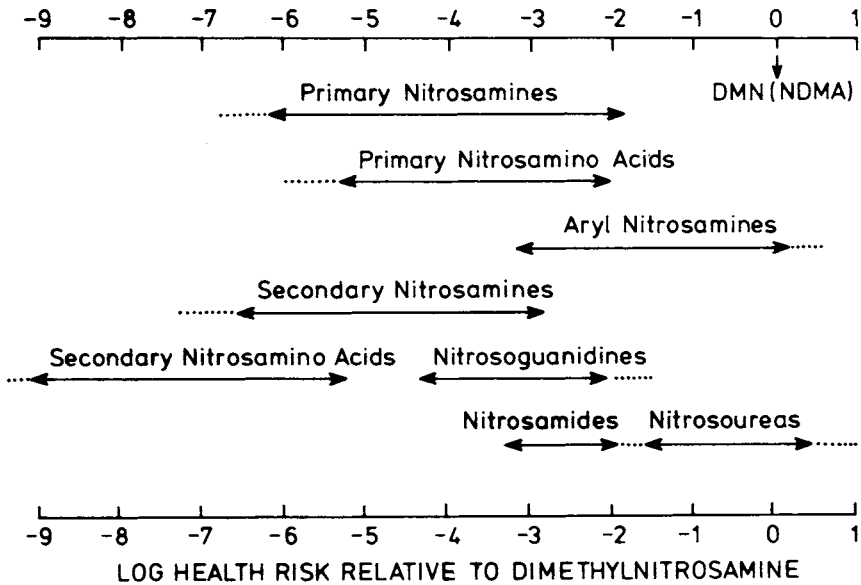 -9 -8 -7 -6 -5 -4 -3 -2 -1 0 1
Primary Nitrosamines
DMN (NDMA)
Primary Nitrosamino Acids
Aryl Nitrosamines
Secondary Nitrosamines
Secondary Nitrosamino Acids Nitrosoguanidines
Nitrosamides Nitrosoureas
-9 -8 -7 -6 -5 -4 -3 -2 -1 0 1
LOG HEALTH RISK RELATIVE TO DIMETHYLNITROSAMINE